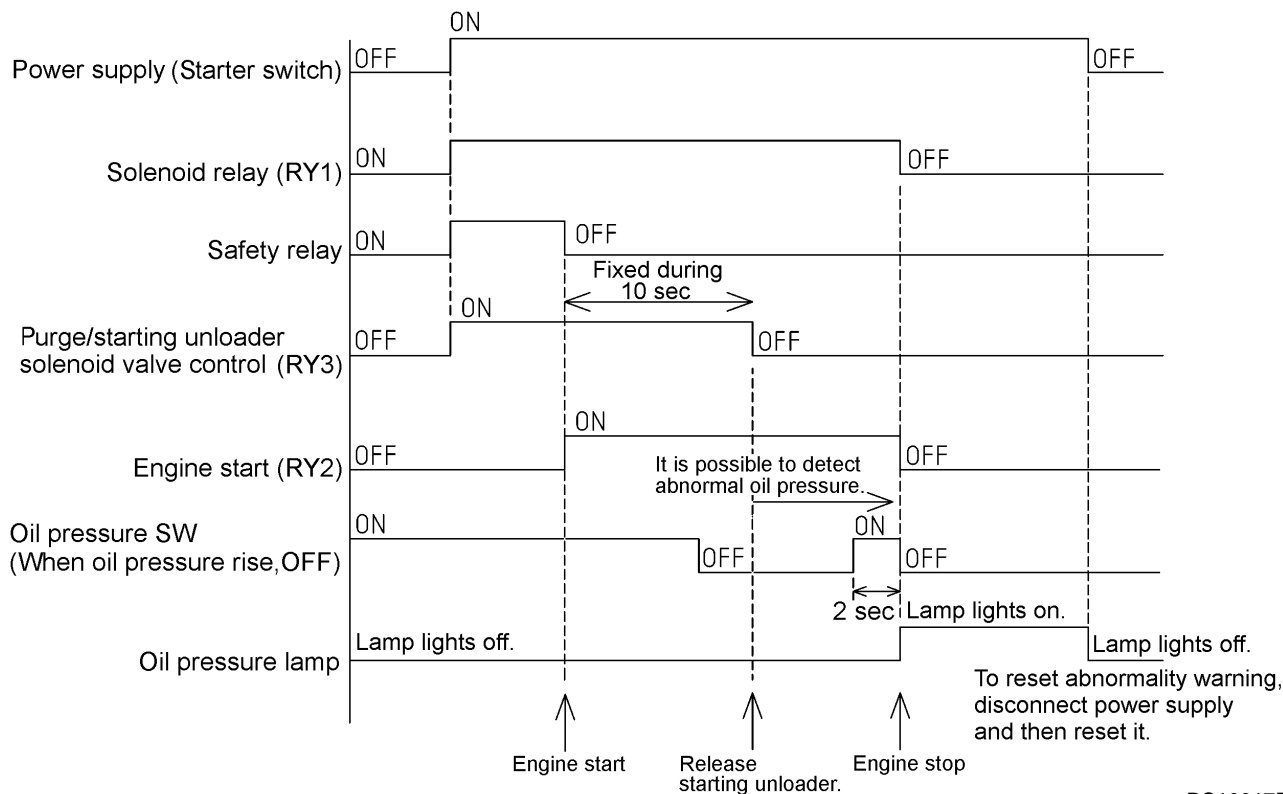 ON
Power supply (Starter switch)
OFF
OFF
Solenoid relay (RY1)
ON
OFF
Safety relay
ON
OFF
Fixed during
10 sec
Purge/starting unloader
solenoid valve control (RY3)
OFF
ON
OFF
Engine start (RY2)
OFF
ON
OFF
It is possible to detect
abnormal oil pressure.
Oil pressure SW
(When oil pressure rise,OFF)
ON
OFF
ON
OFF
2 sec
Oil pressure lamp
Lamp lights off.
Lamp lights on.
Lamp lights off.
To reset abnormality warning,
disconnect power supply
and then reset it.
Engine start
Release
starting unloader.
Engine stop